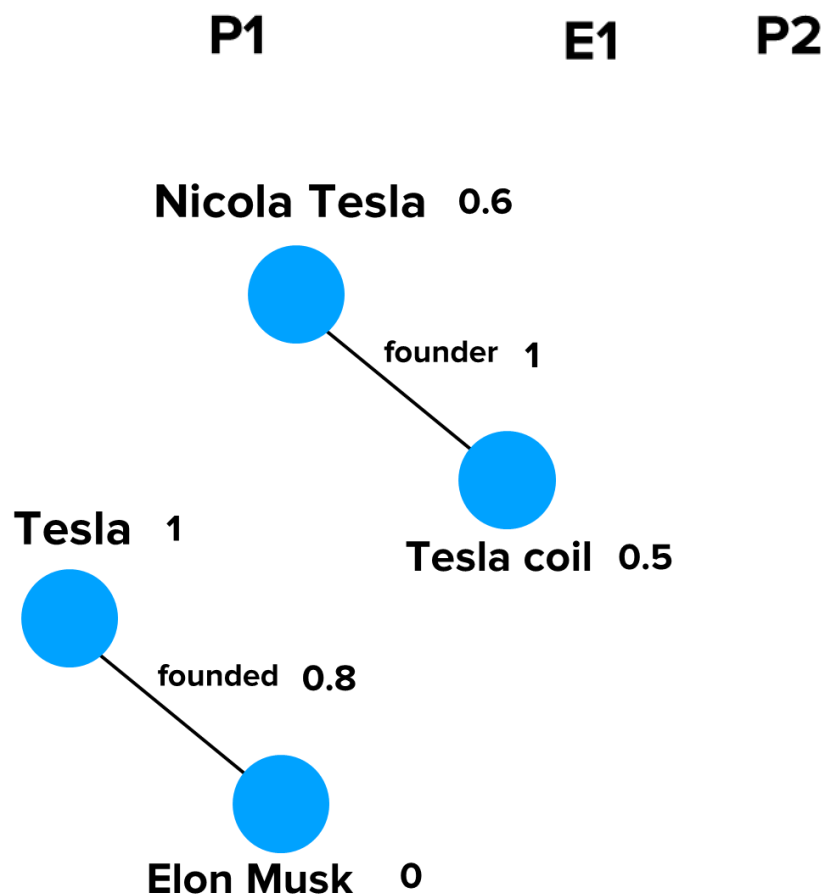 P1 E1 P2
Nicola Tesla 0.6
founder 1
Tesla 1
Tesla coil 0.5
founded 0.8
Elon Musk 0